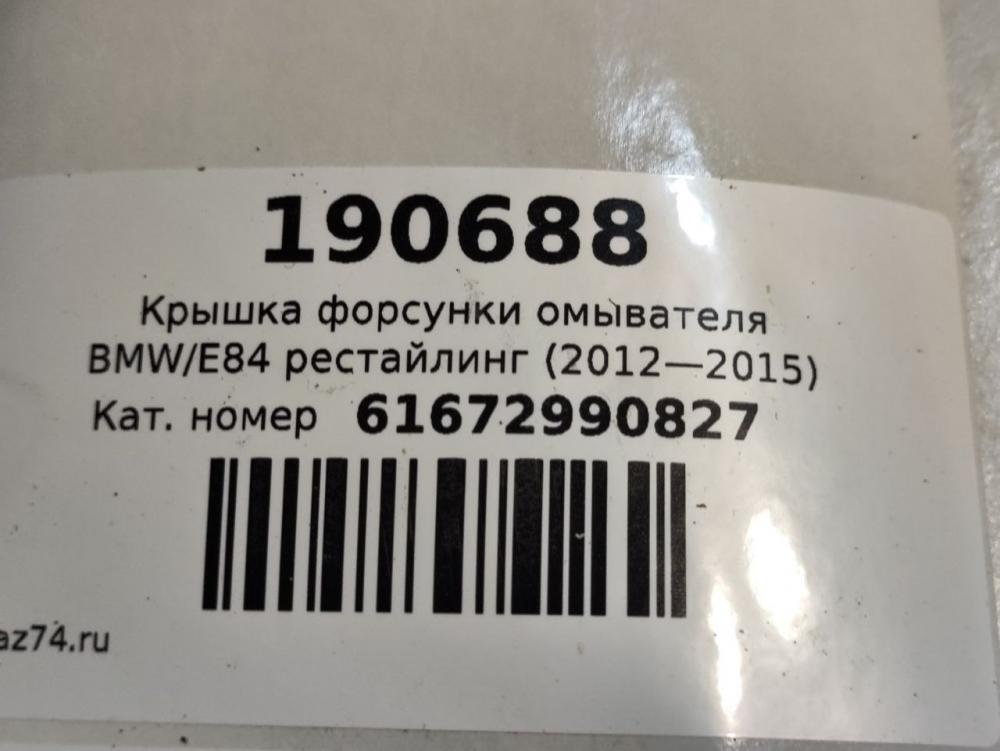 190688
Крышка форсунки омывателя
BMW/E84 рестайлинг (2012—2015)
Кат. номер 61672990827
az74.ru